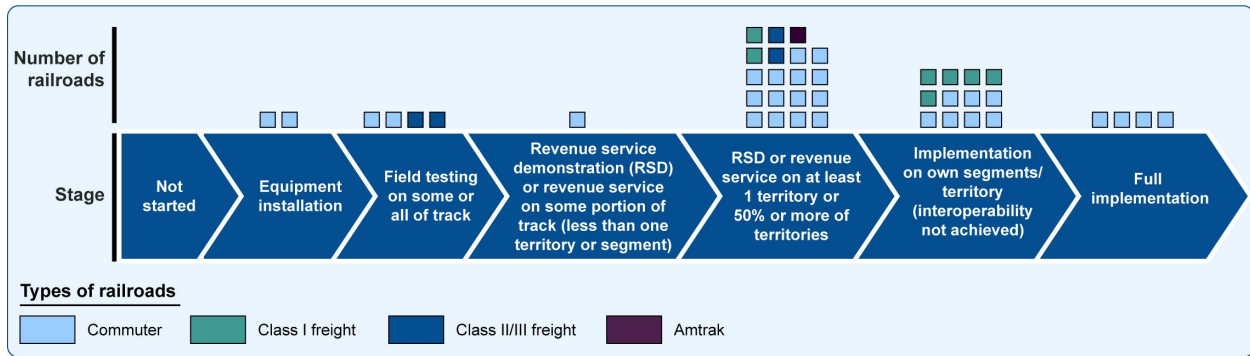 Number of
railroads
Stage
Not
started
Equipment
installation
Field testing
on some or
all of track
Revenue service
demonstration (RSD)
or revenue service
on some portion of
track (less than one
territory or segment)
RSD or revenue
service on at least
1 territory or
50% or more of
territories
Implementation
on own segments/
territory
(interoperability
not achieved)
Full
implementation
Types of railroads
Commuter
Class I freight
Class II/III freight
Amtrak